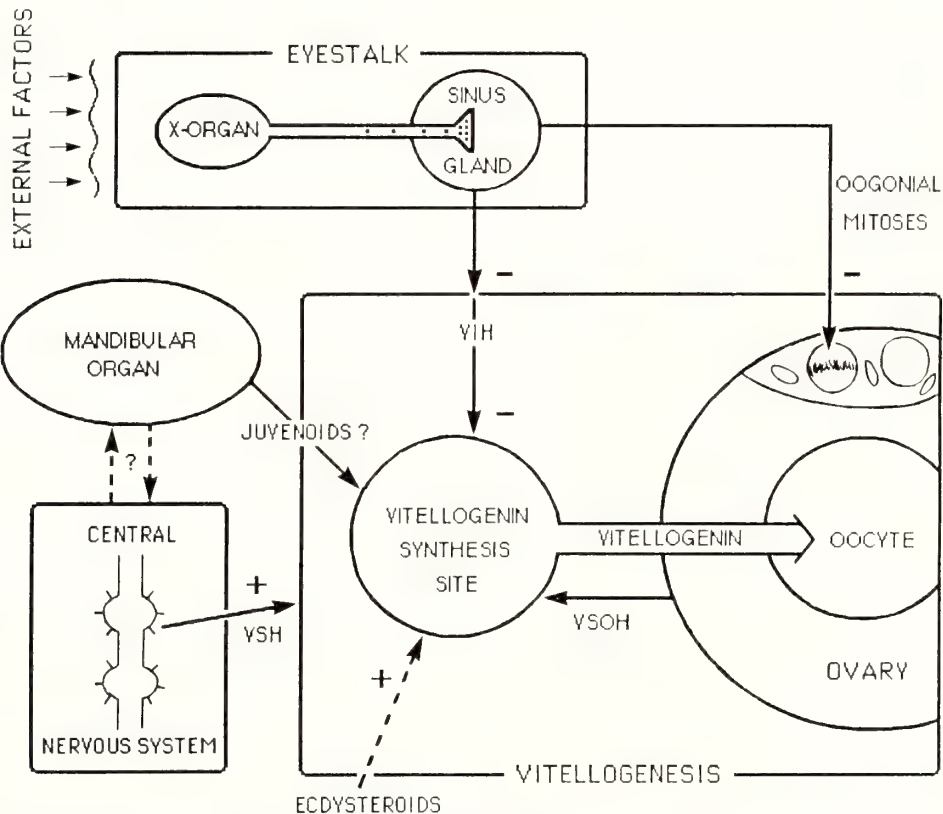 EXTERNAL FACTORS
EYESTALK
X-ORGAN
SINUS
GLAND
OOGONIAL
MITOSES
−
−
MANDIBULAR
ORGAN
VIH
−
JUVENOIDS ?
?
CENTRAL
NERVOUS SYSTEM
+
VSH
VITELLOGENIN
SYNTHESIS
SITE
VITELLOGENIN
OOCYTE
VSOH
OVARY
+
VITELLOGENESIS
ECDYSTEROIDS